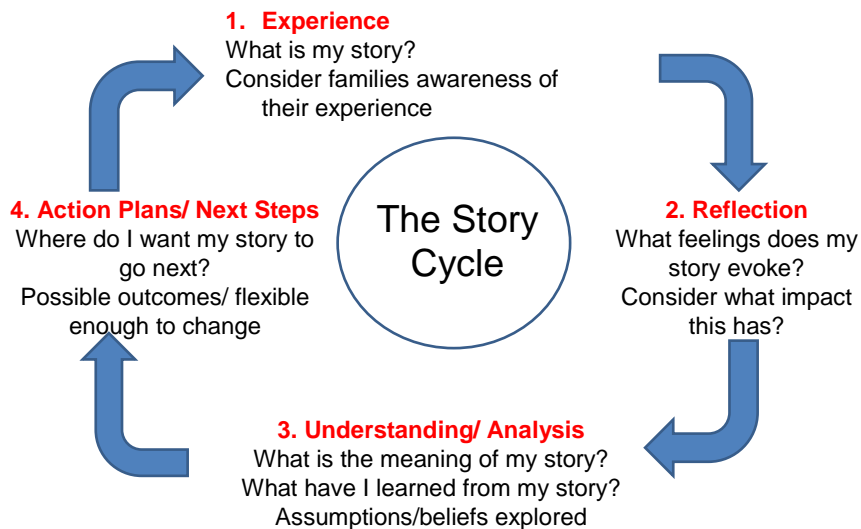 1. Experience
What is my story?
Consider families awareness of
their experience
The Story
Cycle
2. Reflection
What feelings does my
story evoke?
Consider what impact
this has?
3. Understanding/ Analysis
What is the meaning of my story?
What have I learned from my story?
Assumptions/beliefs explored
4. Action Plans/ Next Steps
Where do I want my story to
go next?
Possible outcomes/ flexible
enough to change